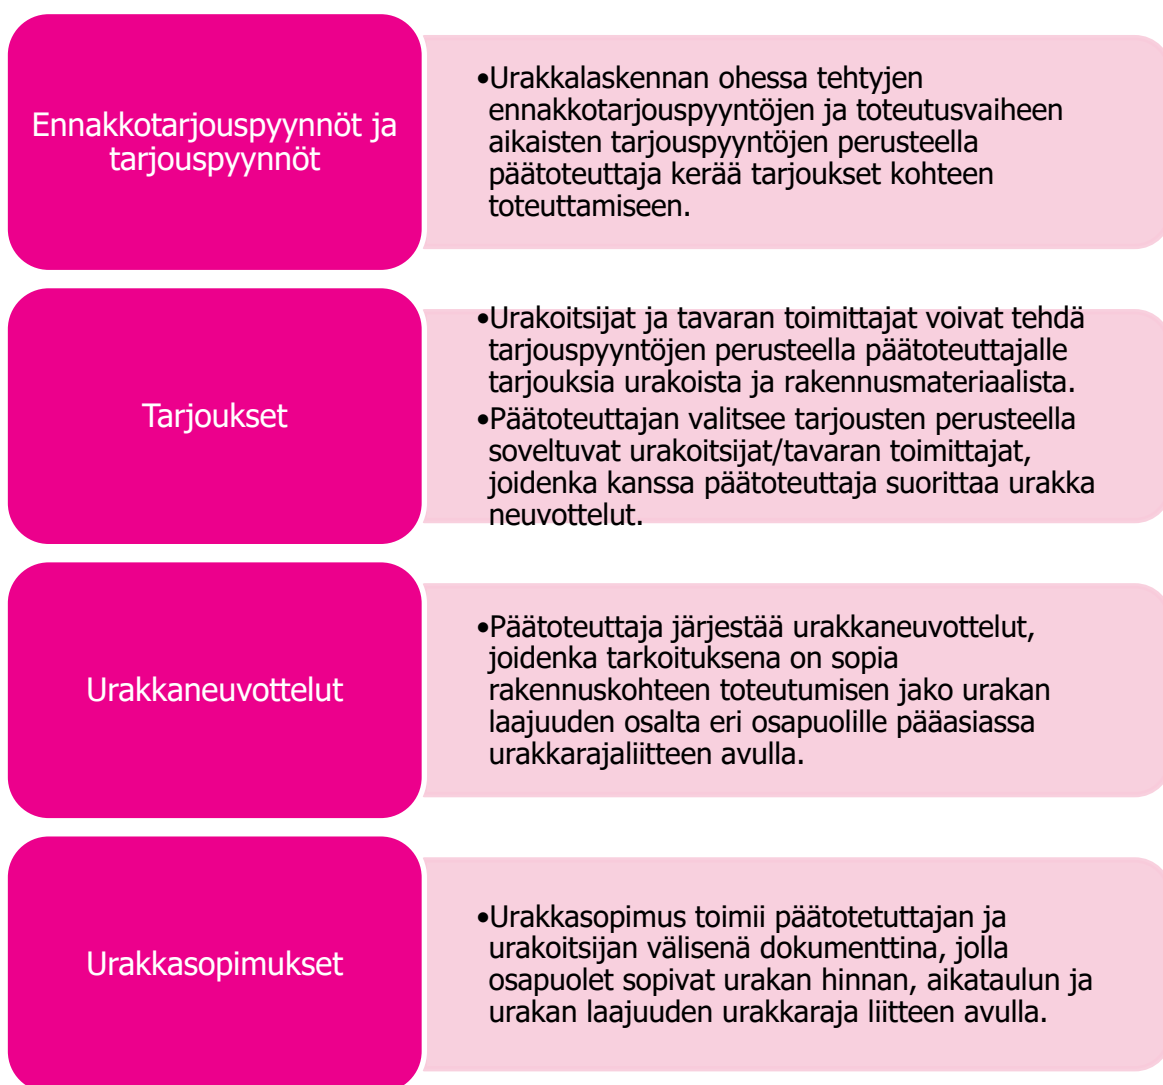 Ennakkotarjouspyynnöt ja
tarjouspyynnöt
•Urakkalaskennan ohessa tehtyjen
ennakkotarjouspyyntöjen ja toteutusvaiheen
aikaisten tarjouspyyntöjen perusteella
päätoteuttaja kerää tarjoukset kohteen
toteuttamiseen.
Tarjoukset
•Urakoitsijat ja tavaran toimittajat voivat tehdä
tarjouspyyntöjen perusteella päätoteuttajalle
tarjouksia urakoista ja rakennusmateriaalista.
•Päätoteuttajan valitsee tarjousten perusteella
soveltuvat urakoitsijat/tavaran toimittajat,
joidenka kanssa päätoteuttaja suorittaa urakka
neuvottelut.
Urakkaneuvottelut
•Päätoteuttaja järjestää urakkaneuvottelut,
joidenka tarkoituksena on sopia
rakennuskohteen toteutumisen jako urakan
laajuuden osalta eri osapuolille pääasiassa
urakkarajaliitteen avulla.
Urakkasopimukset
•Urakkasopimus toimii päätotetuttajan ja
urakoitsijan välisenä dokumenttina, jolla
osapuolet sopivat urakan hinnan, aikataulun ja
urakan laajuuden urakkaraja liitteen avulla.